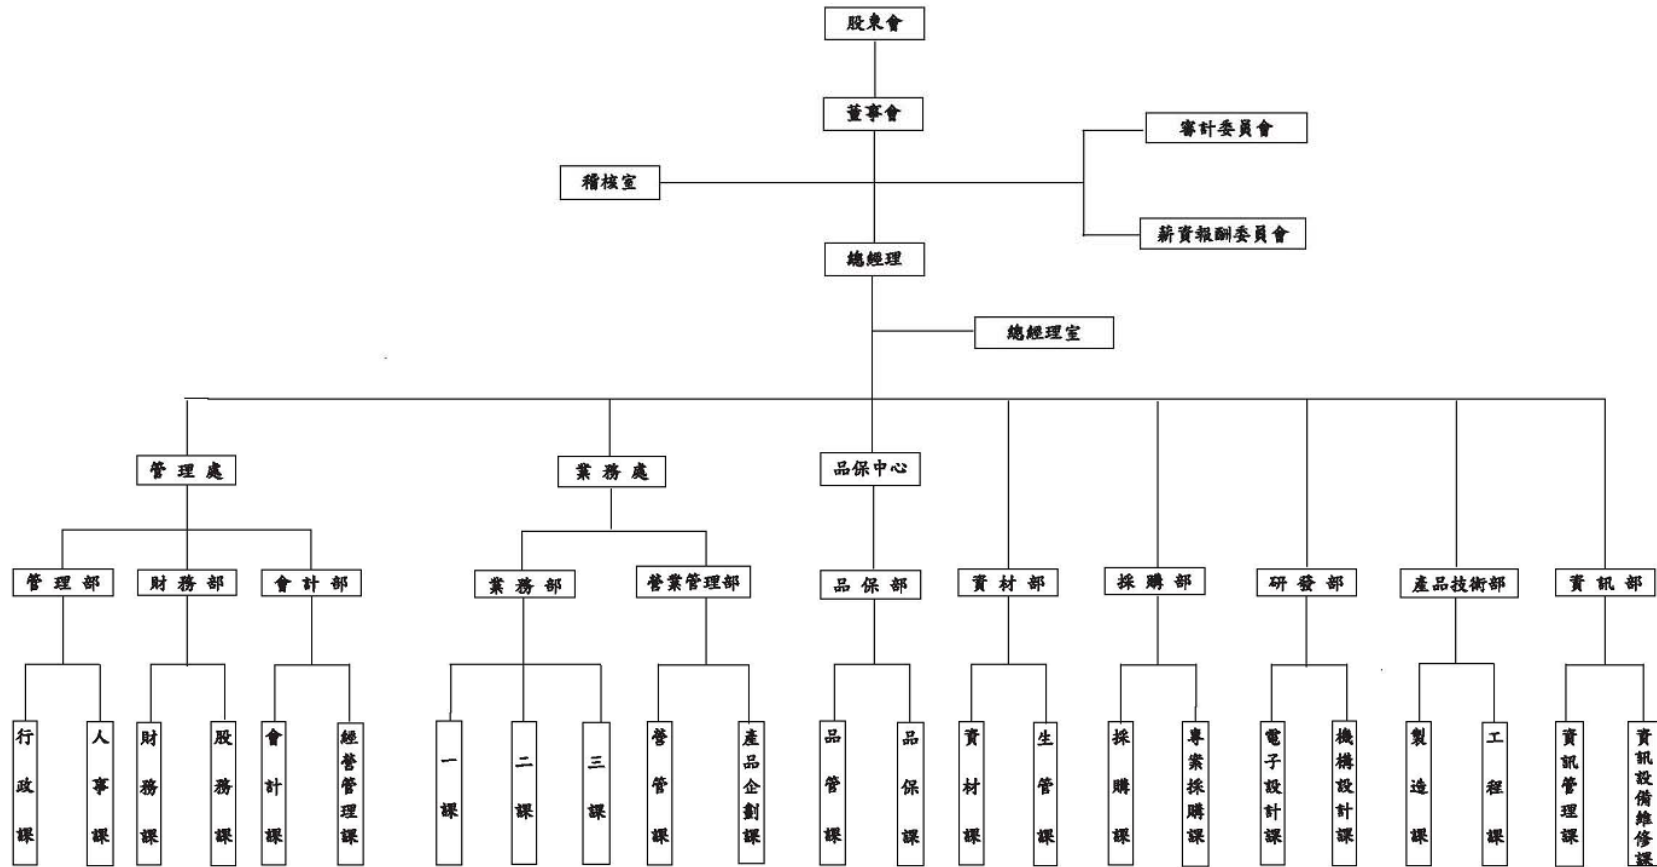 股東會
董事會
審計委員會
稽核室
薪資報酬委員會
總經理
總經理室
管理處
業務處
品保中心
管理部
財務部
會計部
業務部
營業管理部
品保部
資材部
採購部
研發部
產品技術部
資訊部
行政課
人事課
財務課
股務課
會計課
經營管理課
一課
二課
三課
營管課
產品企劃課
品管課
品保課
資材課
生管課
採購課
專案採購課
電子設計課
機構設計課
製造課
工程課
資訊管理課
資訊設備維修課